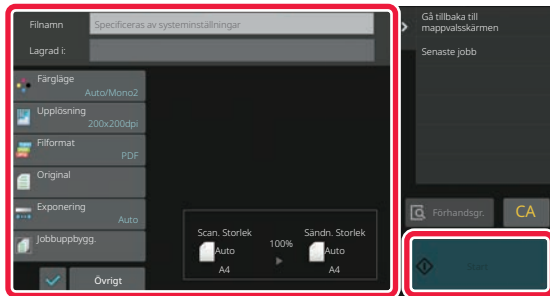 Filnamn
Specificeras av systeminställningar
Lagrad i:
Färgläge
Auto/Mono2
Upplösning
200x200dpi
Filformat
PDF
Original
Exponering
Auto
Jobbuppbygg.
Övrigt
Scan. Storlek
Auto
A4
100%
Sändn. Storlek
Auto
A4
Gå tillbaka till
mappvalsskärmen
Senaste jobb
Förhandsgr.
CA
Start